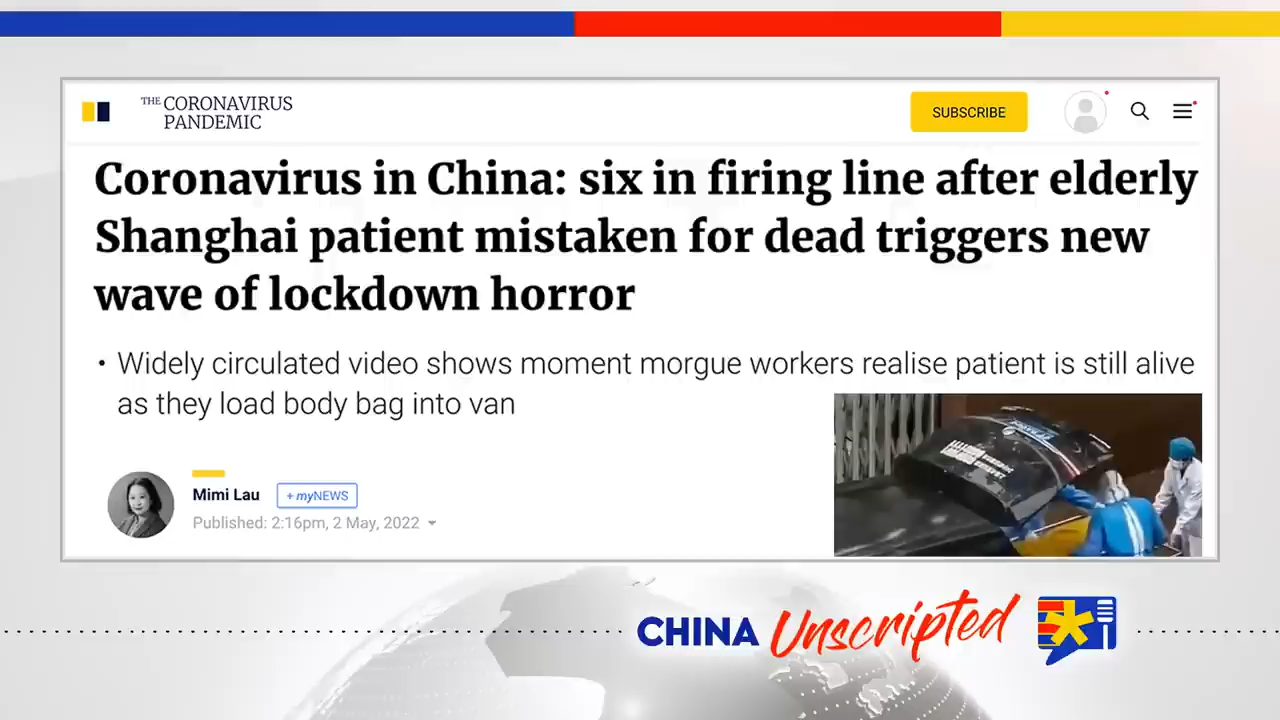 THE CORONAVIRUS
PANDEMIC
SUBSCRIBE
Coronavirus in China: six in firing line after elderly
Shanghai patient mistaken for dead triggers new
wave of lockdown horror
• Widely circulated video shows moment morgue workers realise patient is still alive
as they load body bag into van
Mimi Lau
+ myNEWS
Published: 2:16pm, 2 May, 2022
CHINA Unscripted